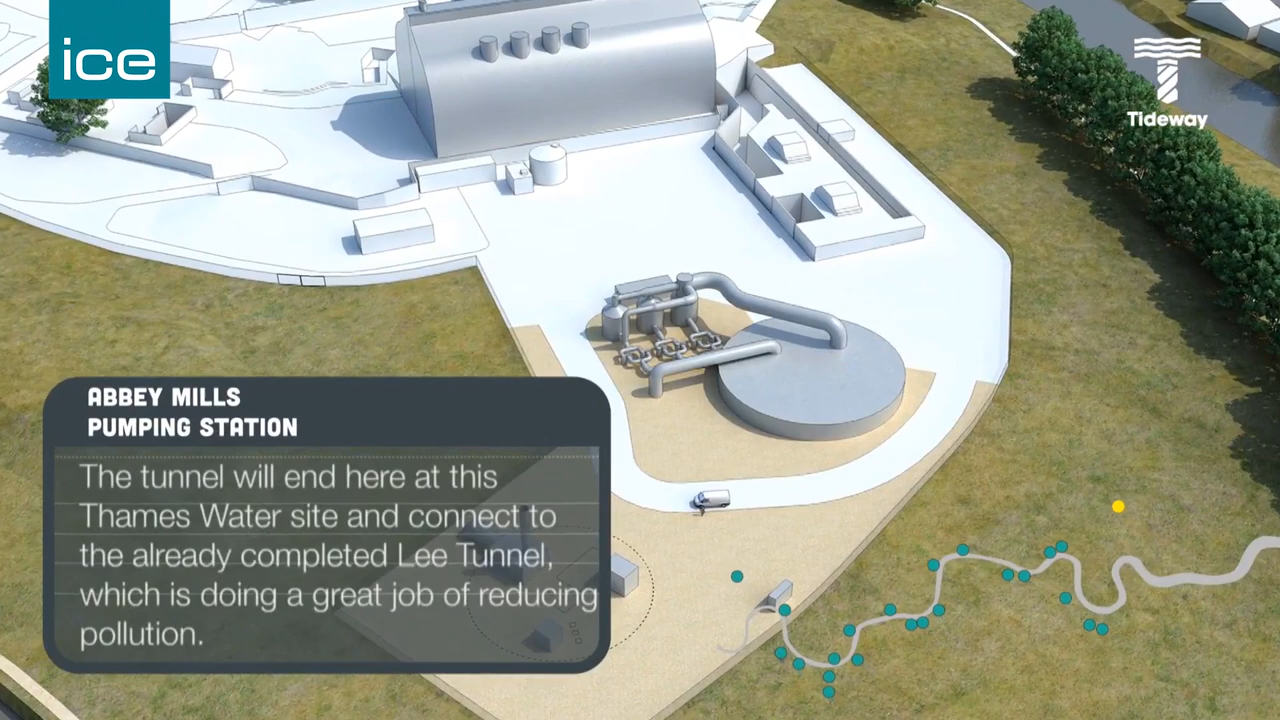 ice
Tideway
ABBEY MILLS
PUMPING STATION
The tunnel will end here at this
Thames Water site and connect to
the already completed Lee Tunnel,
which is doing a great job of reducing
pollution.